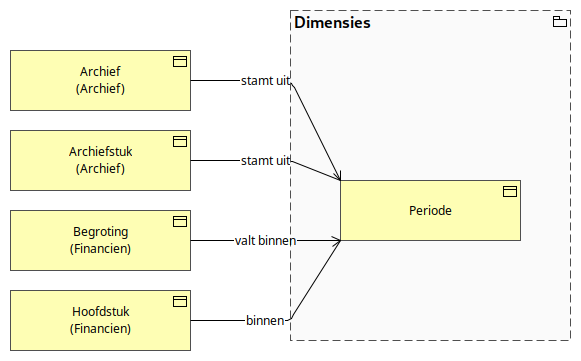 Dimensies
Archief
(Archief)
stamt uit
Archiefstuk
(Archief)
stamt uit
Periode
Begroting
(Financien)
valt binnen
Hoofdstuk
(Financien)
binnen